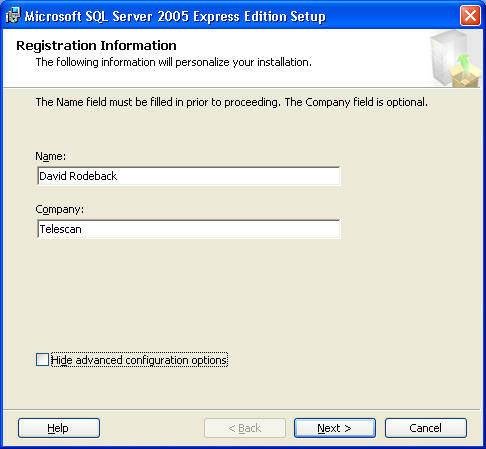 Microsoft SQL Server 2005 Express Edition Setup
Registration Information
The following information will personalize your installation.
The Name field must be filled in prior to proceeding. The Company field is optional.
Name:
David Rodeback
Company:
Telescan
Hide advanced configuration options
Help
< Back
Next >
Cancel